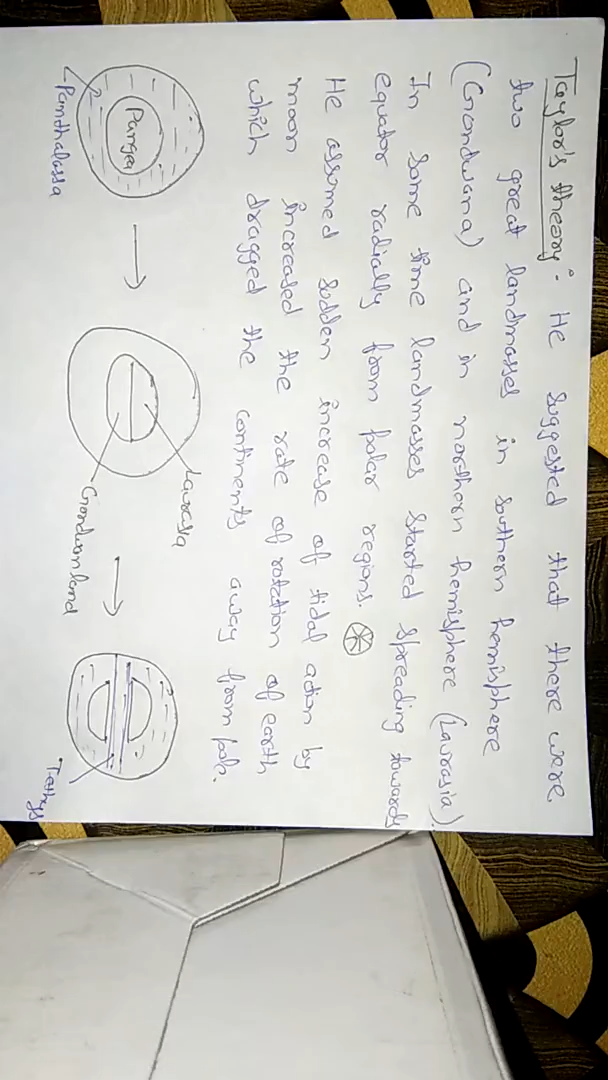 Taylor's theory: He suggested that there were
two great landmasses in southern hemisphere
(Gondwana) and in northern hemisphere (Laurasia)
In some time landmasses started spreading towards
equator radially from polar regions.
He assumed sudden increase of tidal action by
moon increased the rate of rotation of earth
which dragged the continents away from pole.
Pangea
Pamthalassa
Laurasia
Gondwanland
Tethys